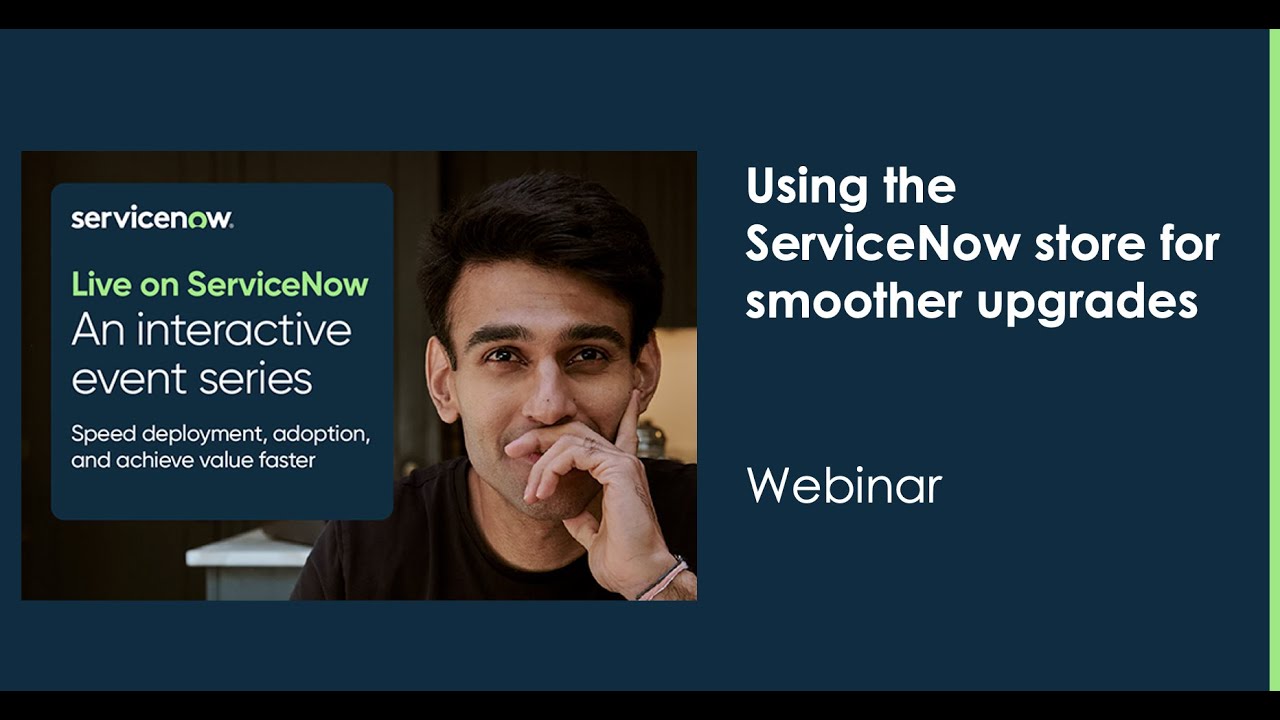 servicenow®
Live on ServiceNow
An interactive
event series
Speed deployment, adoption,
and achieve value faster
Using the
ServiceNow store for
smoother upgrades
Webinar